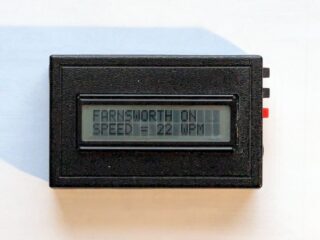 FARNSWORTH ON
SPEED = 22 WPM